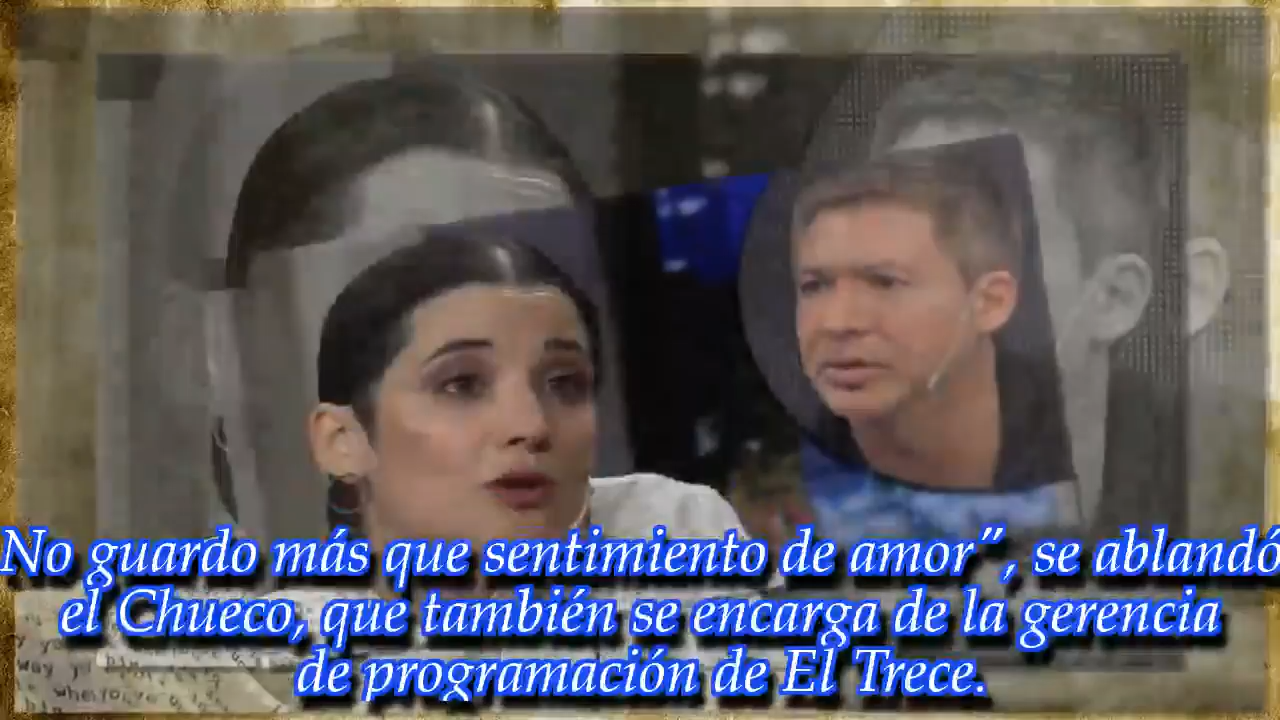 No guardo más que sentimiento de amor”, se ablandó
el Chueco, que también se encarga de la gerencia
de programación de El Trece.